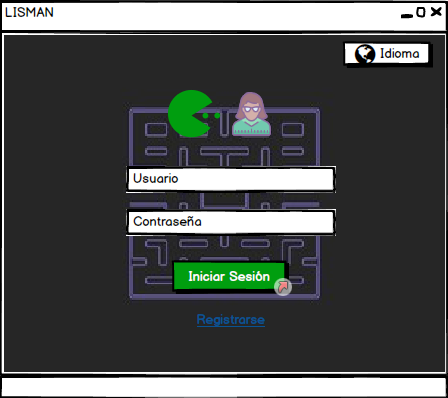 LISMAN
Idioma
Usuario
Contraseña
Iniciar Sesión
Registrorse